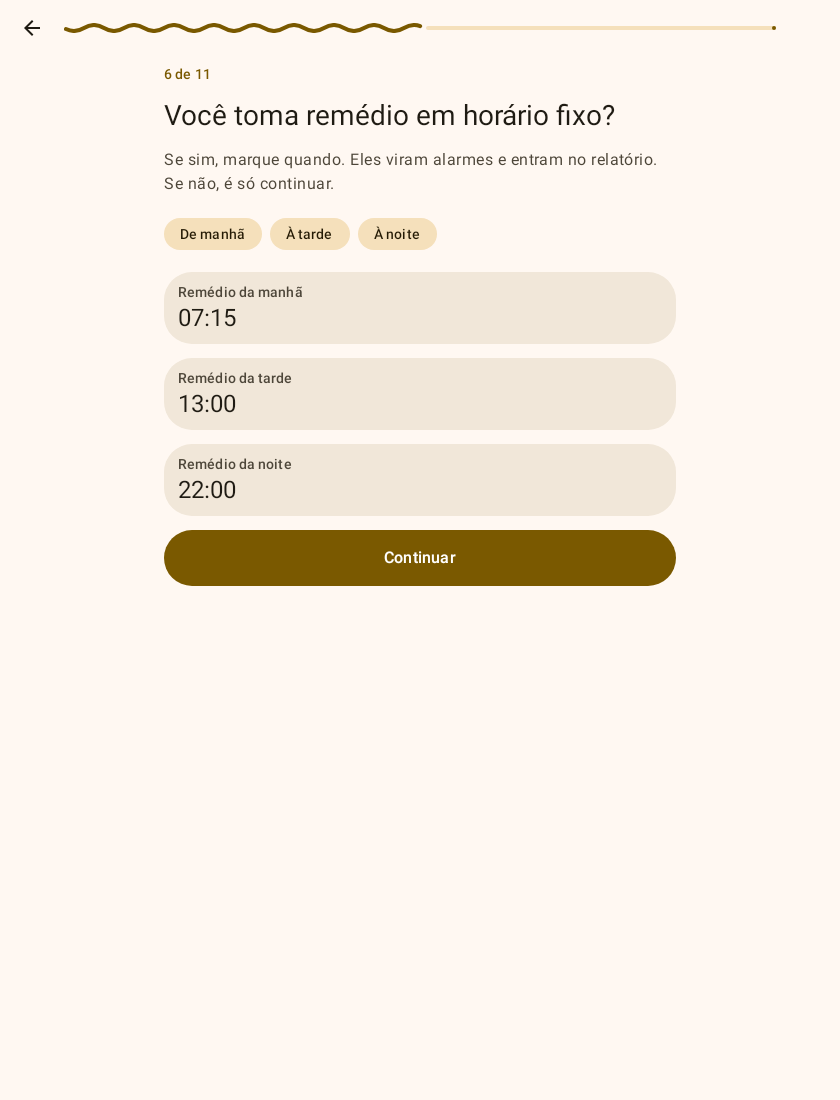 6 de 11
Você toma remédio em horário fixo?
Se sim, marque quando. Eles viram alarmes e entram no relatório.
Se não, é só continuar.
De manhã
À tarde
À noite
Remédio da manhã
07:15
Remédio da tarde
13:00
Remédio da noite
22:00
Continuar